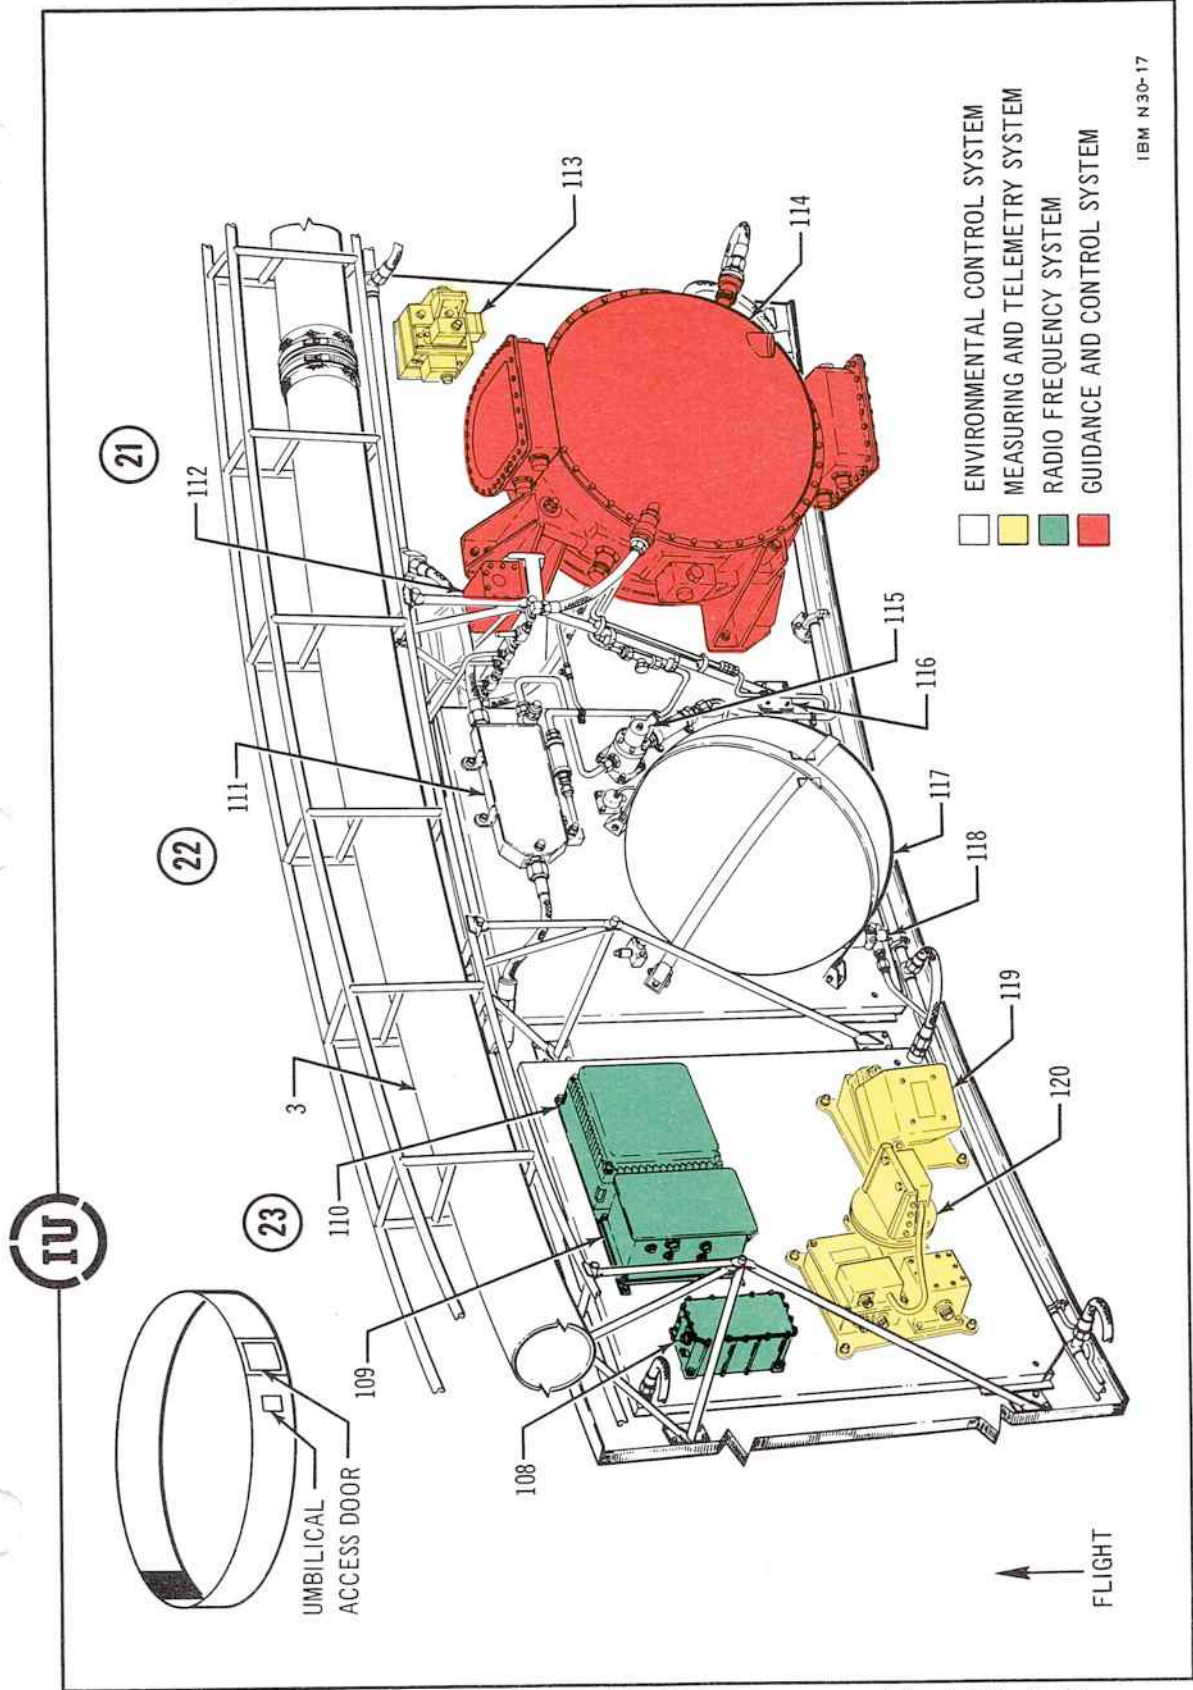 IU
UMBILICAL
ACCESS DOOR
23
22
21
3
108
109
110
111
112
113
114
115
116
117
118
119
120
ENVIRONMENTAL CONTROL SYSTEM
MEASURING AND TELEMETRY SYSTEM
RADIO FREQUENCY SYSTEM
GUIDANCE AND CONTROL SYSTEM
FLIGHT
IBM N30-17